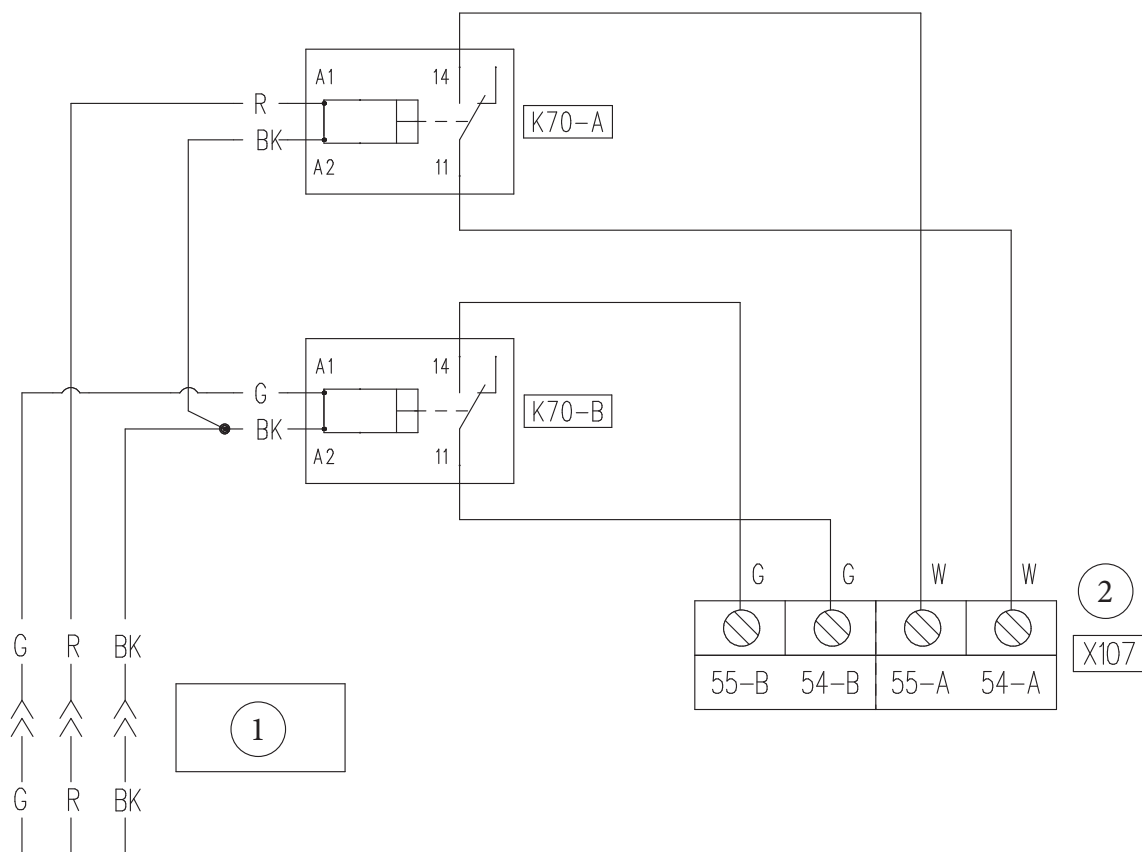 A1 14
R
K70-A
BK
A2 11
A1 14
G
K70-B
BK
A2 11
G G W W
2
G R BK
X107
55-B 54-B 55-A 54-A
1
G R BK